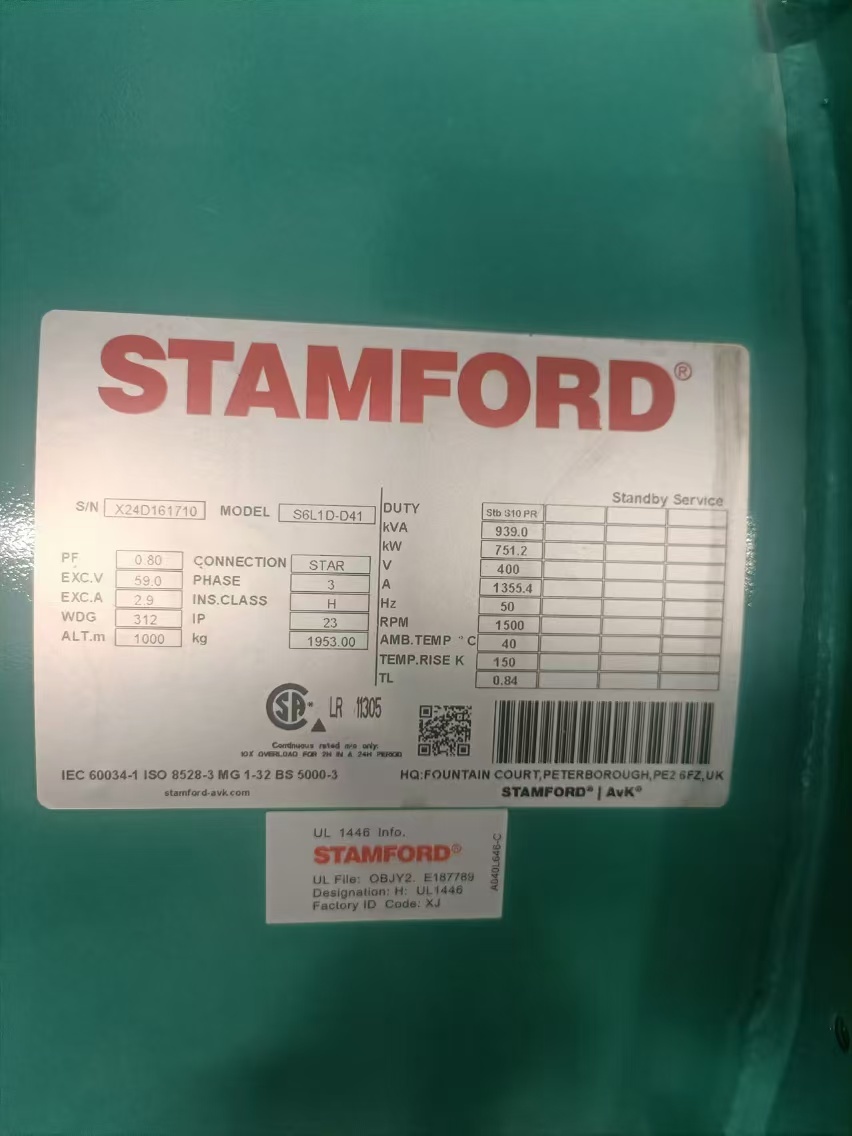 STAMFORD®
Standby Service
S/N X24D161710 MODEL S6L1D-D41
PF 0.80 CONNECTION STAR
EXC.V 59.0 PHASE 3
EXC.A 2.9 INS.CLASS H
WDG 312 IP 23
ALT.m 1000 kg 1953.00
DUTY Stb S10 PR
kVA 939.0
kW 751.2
V 400
A 1355.4
Hz 50
RPM 1500
AMB.TEMP °C 40
TEMP.RISE K 150
TL 0.84
SA® LR 11305
Continuous rated m/s only:
10% OVERLOAD FOR 2H IN A 24H PERIOD
IEC 60034-1 ISO 8528-3 MG 1-32 BS 5000-3
HQ:FOUNTAIN COURT,PETERBOROUGH,PE2 6FZ,UK
stamford-avk.com
STAMFORD® | AvK®
UL 1446 Info.
STAMFORD®
UL File: OBJY2. E187789
Designation: H: UL1446
Factory ID Code: XJ
A040L646-C